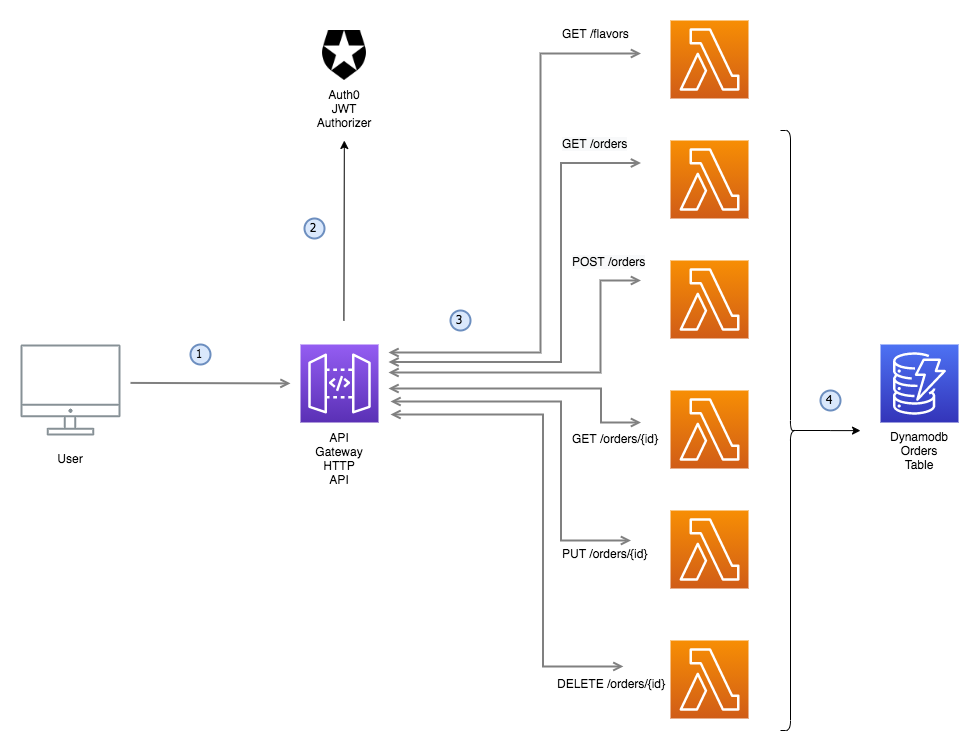 GET /flavors
Auth0
JWT
Authorizer
GET /orders
2
POST /orders
3
1
</>
4
GET /orders/{id}
User
API
Gateway
HTTP
API
Dynamodb
Orders
Table
PUT /orders/{id}
DELETE /orders/{id}